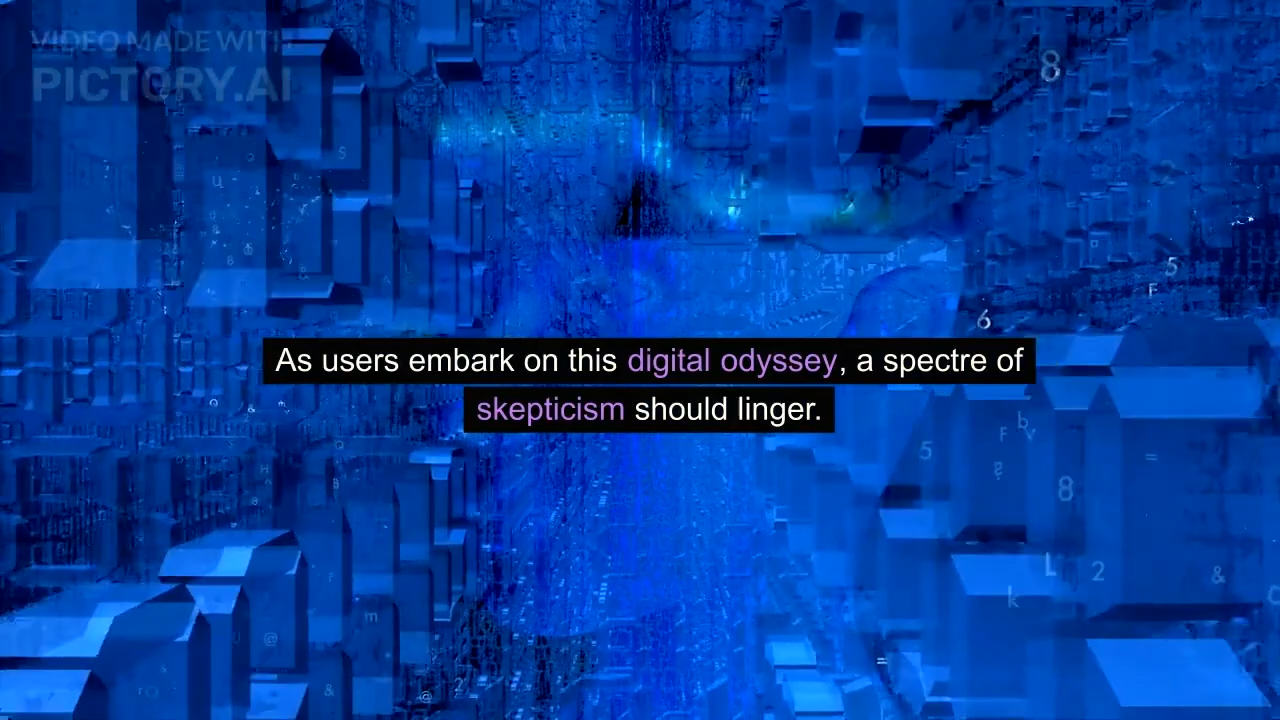 VIDEO MADE WITH
PICTORY.AI
As users embark on this digital odyssey, a spectre of
skepticism should linger.